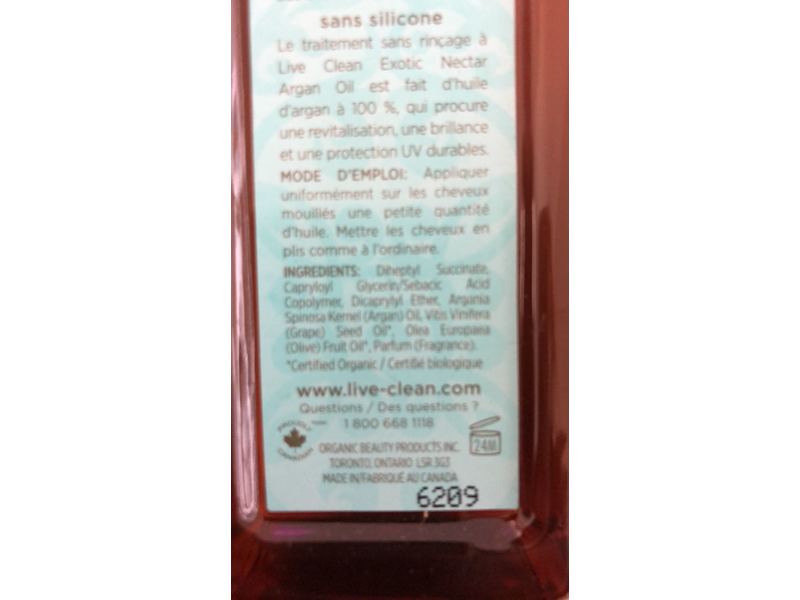 sans silicone
Le traitement sans rinçage à
Live Clean Exotic Nectar
Argan Oil est fait d'huile
d'argan à 100 %, qui procure
une revitalisation, une brillance
et une protection UV durables.
MODE D'EMPLOI: Appliquer
uniformément sur les cheveux
mouillés une petite quantité
d'huile. Mettre les cheveux en
plis comme à l'ordinaire.
INGREDIENTS: Diheptyl Succinate,
Capryloyl Glycerin/Sebacic Acid
Copolymer, Dicaprylyl Ether, Argania
Spinosa Kernel (Argan) Oil, Vitis Vinifera
(Grape) Seed Oil*, Olea Europaea
(Olive) Fruit Oil*, Parfum (Fragrance).
*Certified Organic / Certifié biologique
www.live-clean.com
Questions / Des questions ?
1 800 668 1118
PROUDLY
CANADIAN
ORGANIC BEAUTY PRODUCTS INC.
TORONTO, ONTARIO L5R 3G3
MADE IN/FABRIQUÉ AU CANADA
24M
6209